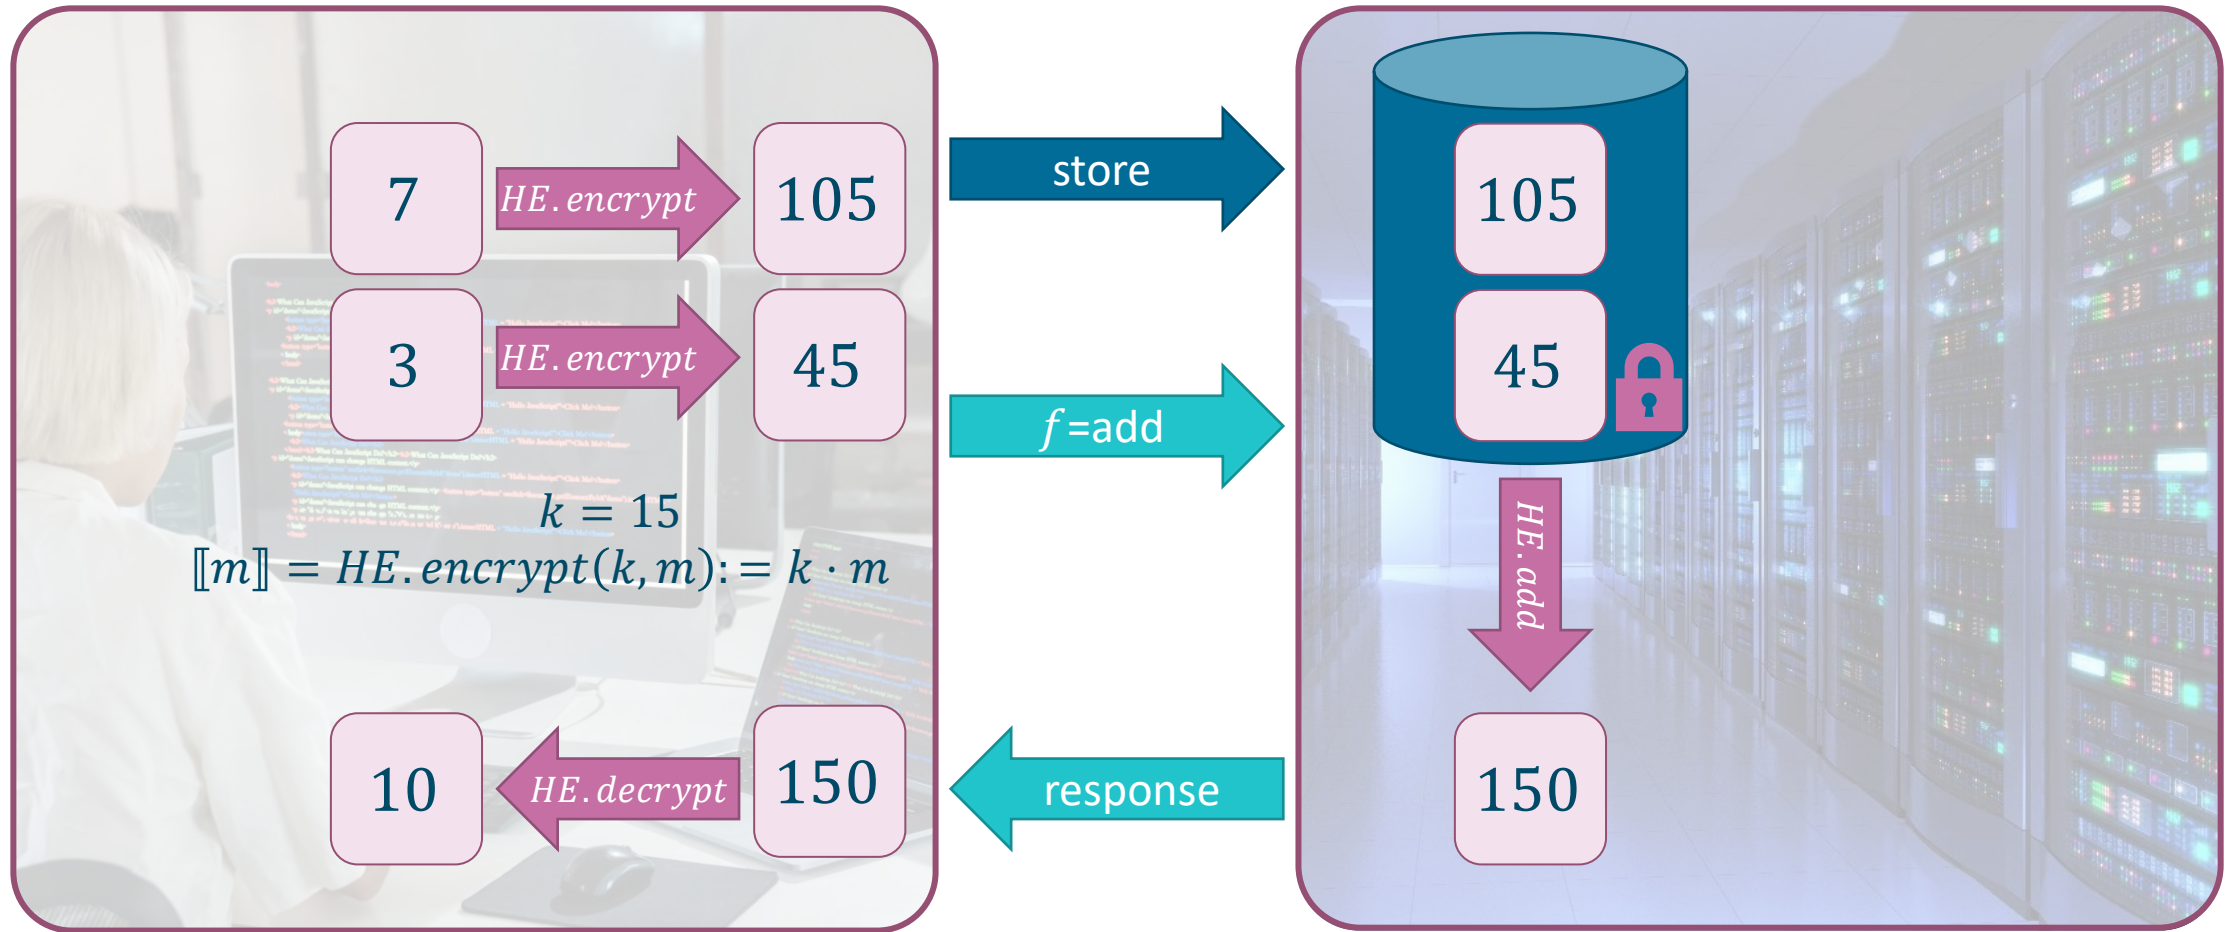 7
HE.encrypt
105
store
105
3
HE.encrypt
45
f=add
45
k = 15
⟦m⟧ = HE.encrypt(k,m):= k · m
HE.add
10
HE.decrypt
150
response
150